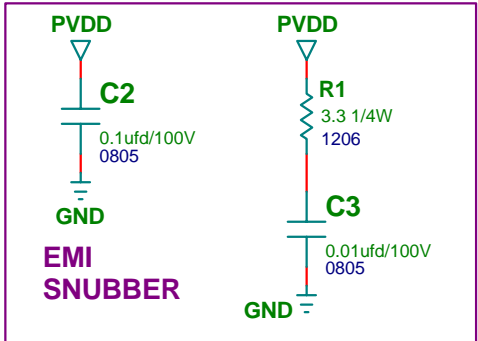 PVDD
C2
0.1ufd/100V
0805
GND
EMI
SNUBBER
PVDD
R1
3.3 1/4W
1206
C3
0.01ufd/100V
0805
GND